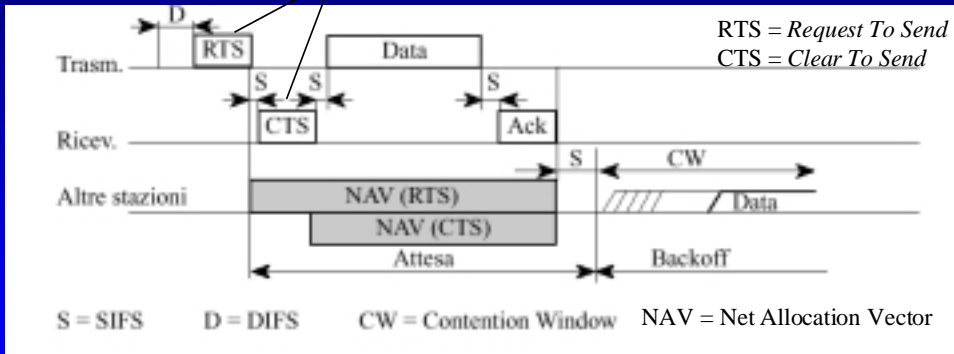 D
RTS = Request To Send
CTS = Clear To Send
RTS
Data
Trasm.
S S S
CTS
Ack
Ricev.
S CW
Altre stazioni
NAV (RTS)
Data
NAV (CTS)
Attesa
Backoff
S = SIFS D = DIFS CW = Contention Window NAV = Net Allocation Vector